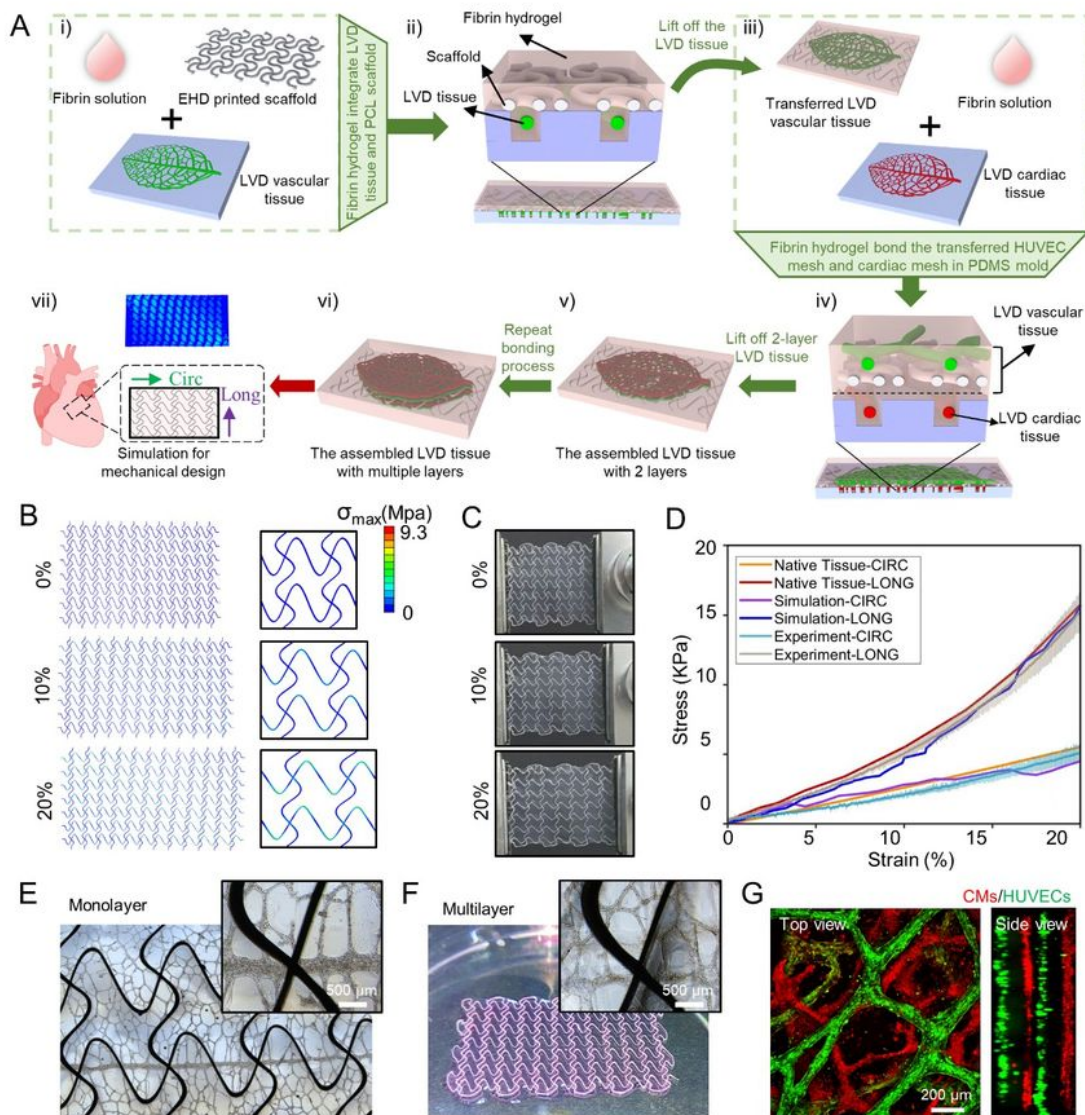 A
i)
Fibrin solution
EHD printed scaffold
+
LVD vascular
tissue
Fibrin hydrogel integrate LVD
tissue and PCL scaffold
ii)
Fibrin hydrogel
Scaffold
LVD tissue
Lift off the
LVD tissue
iii)
Transferred LVD
vascular tissue
Fibrin solution
+
LVD cardiac
tissue
Fibrin hydrogel bond the transferred HUVEC
mesh and cardiac mesh in PDMS mold
iv)
LVD vascular
tissue
LVD cardiac
tissue
Lift off 2-layer
LVD tissue
v)
The assembled LVD tissue
with 2 layers
Repeat
bonding
process
vi)
The assembled LVD tissue
with multiple layers
vii)
Circ
Long
Simulation for
mechanical design
B
0%
10%
20%
σmax(Mpa)
9.3
0
C
0%
10%
20%
D
Native Tissue-CIRC
Native Tissue-LONG
Simulation-CIRC
Simulation-LONG
Experiment-CIRC
Experiment-LONG
Stress (KPa)
20
15
10
5
0
0 5 10 15 20
Strain (%)
E
Monolayer
500 μm
F
Multilayer
500 μm
G
CMs/HUVECs
Top view
Side view
200 μm